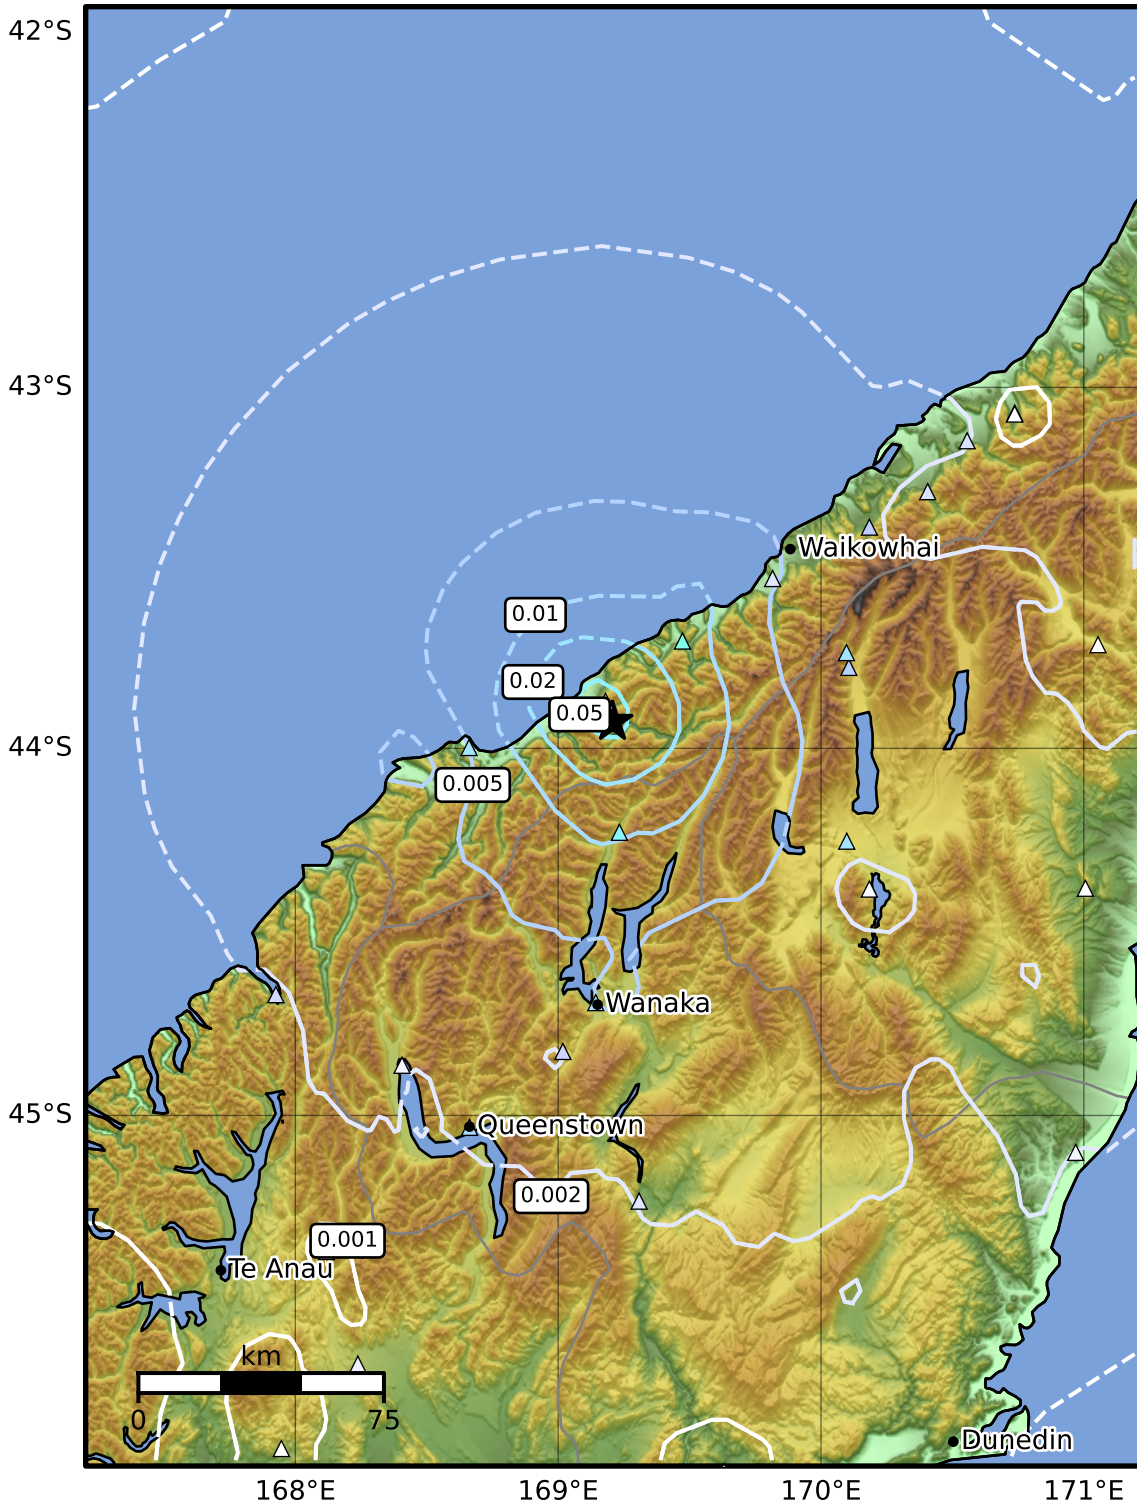 42°S
43°S
Waikowhai
0.01
0.02
0.05
44°S
0.005
Wanaka
45°S
Queenstown
0.002
0.001
Te Anau
km
0
75
Dunedin
168°E
169°E
170°E
171°E